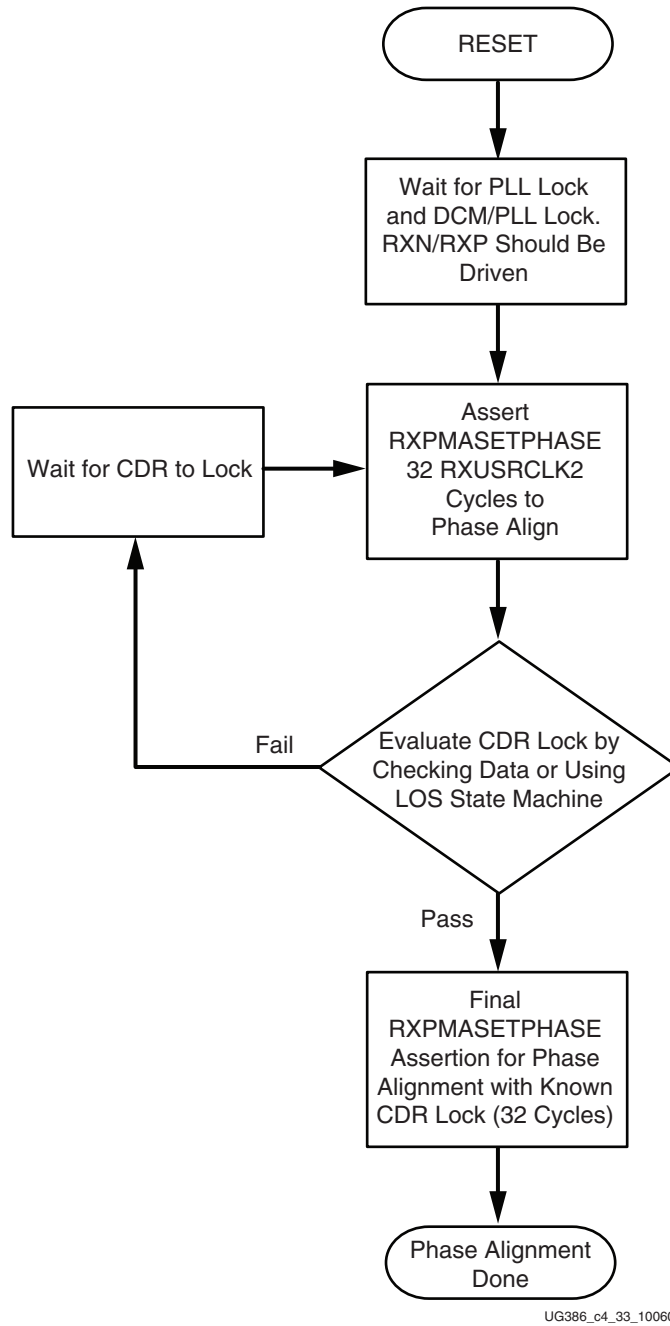 RESET
Wait for PLL Lock
and DCM/PLL Lock.
RXN/RXP Should Be
Driven
Wait for CDR to Lock
Assert
RXPMASETPHASE
32 RXUSRCLK2
Cycles to
Phase Align
Fail
Evaluate CDR Lock by
Checking Data or Using
LOS State Machine
Pass
Final
RXPMASETPHASE
Assertion for Phase
Alignment with Known
CDR Lock (32 Cycles)
Phase Alignment
Done
UG386_c4_33_10060